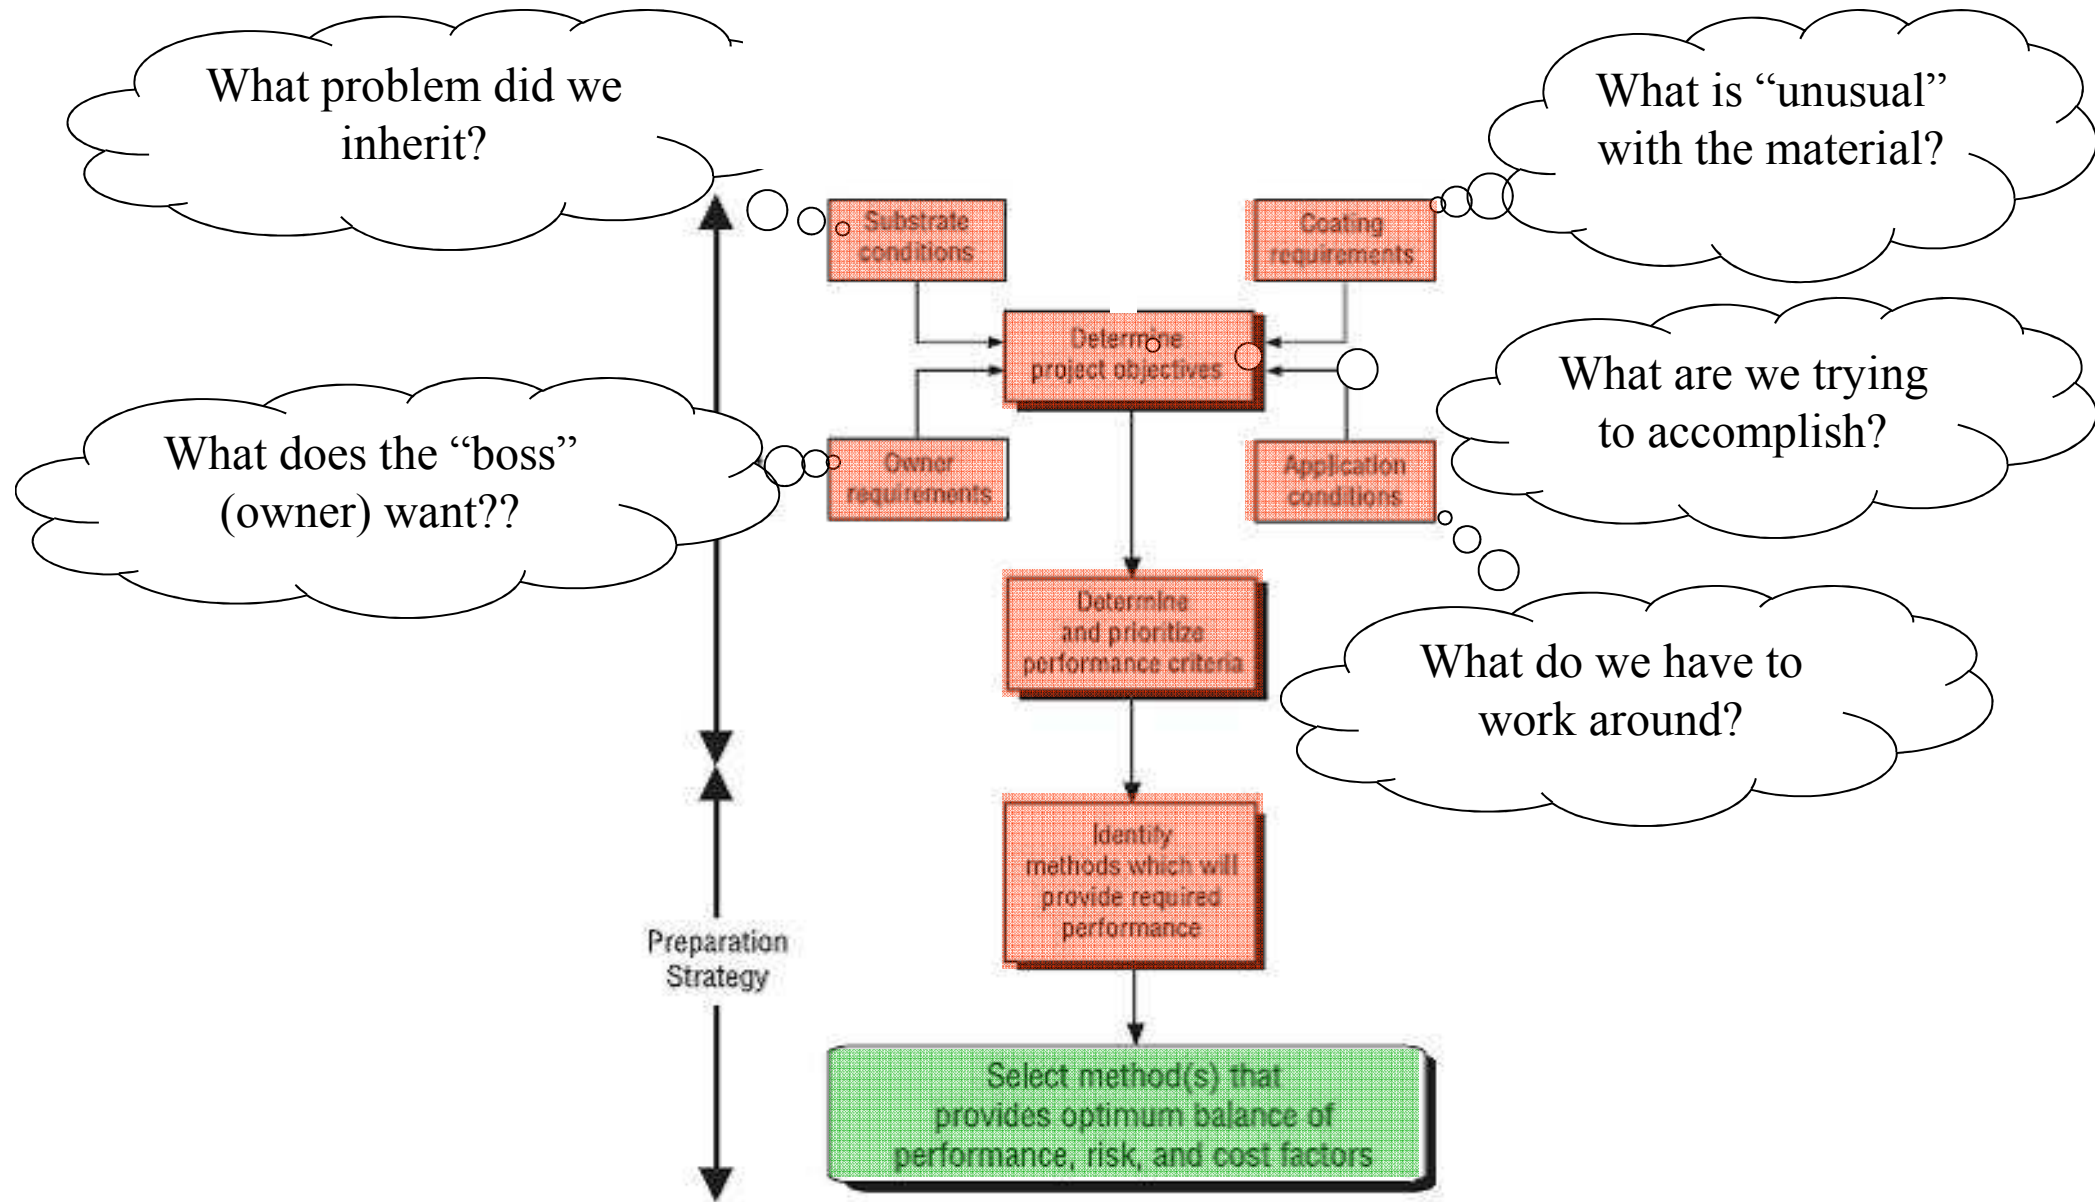 What problem did we
inherit?
What is “unusual”
with the material?
Substrate
conditions
Coating
requirements
Determine
project objectives
What are we trying
to accomplish?
What does the “boss”
(owner) want??
Owner
requirements
Application
conditions
Determine
and prioritize
performance criteria
What do we have to
work around?
Identify
methods which will
provide required
performance
Preparation
Strategy
Select method(s) that
provides optimum balance of
performance, risk, and cost factors